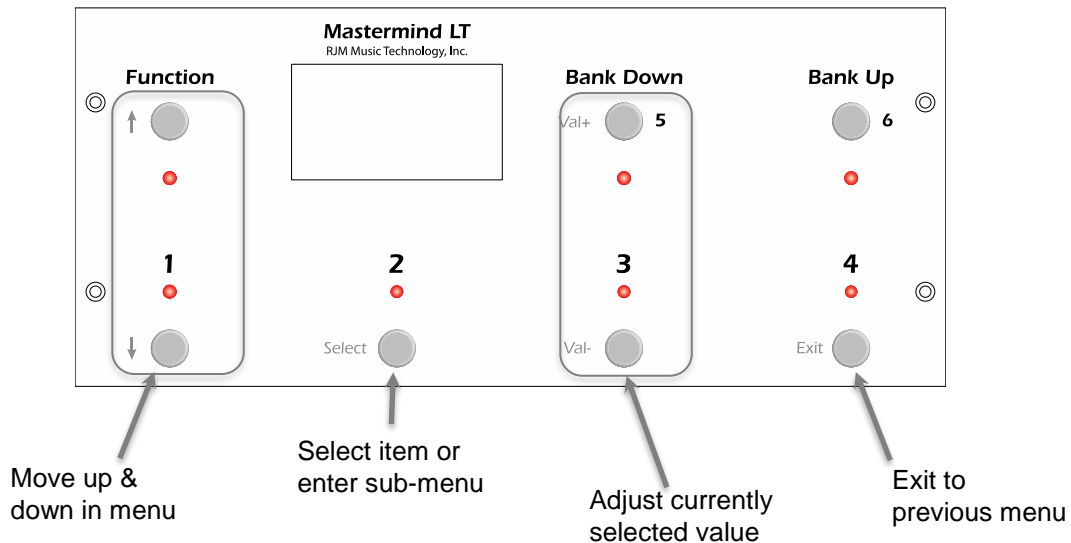 Mastermind LT
RJM Music Technology, Inc.
Function
Bank Down
Bank Up
Val+
5
6
1
2
3
4
Select
Val-
Exit
Move up &
down in menu
Select item or
enter sub-menu
Adjust currently
selected value
Exit to
previous menu